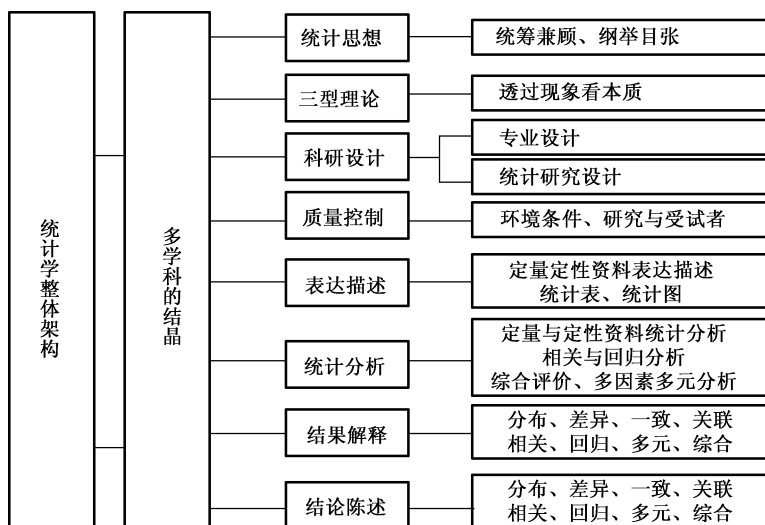 统计学整体架构
多学科的结晶
统计思想
统筹兼顾、纲举目张
三型理论
透过现象看本质
科研设计
专业设计
统计研究设计
质量控制
环境条件、研究与受试者
表达描述
定量定性资料表达描述
统计表、统计图
统计分析
定量与定性资料统计分析
相关与回归分析
综合评价、多因素多元分析
结果解释
分布、差异、一致、关联
相关、回归、多元、综合
结论陈述
分布、差异、一致、关联
相关、回归、多元、综合